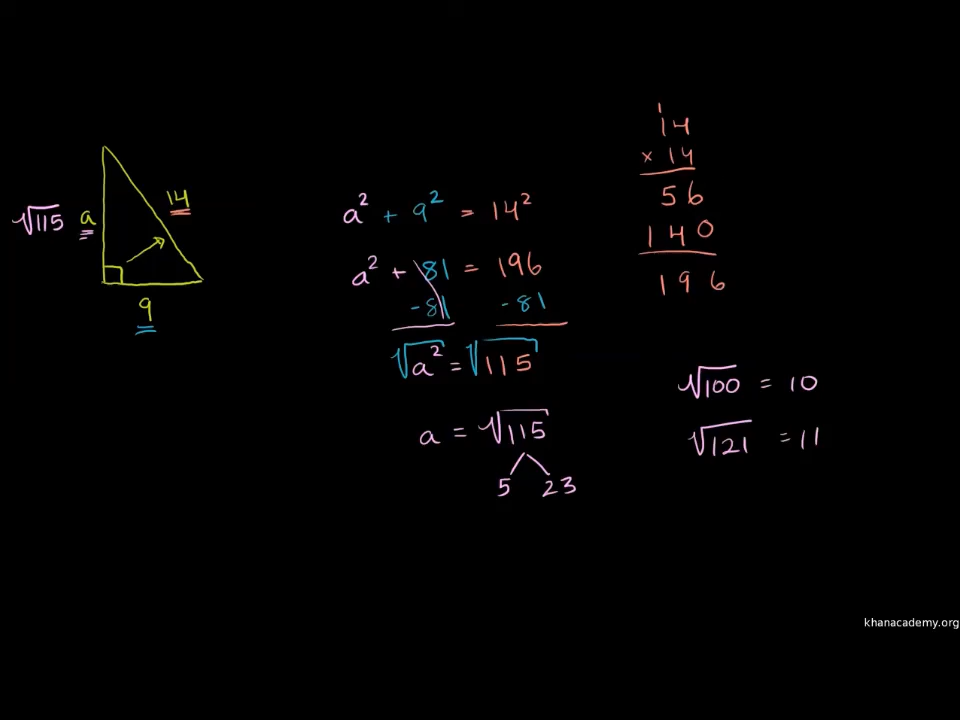 √115 a 14
9
a² + 9² = 14²
a² + 81 = 196
-81 -81
√a² = √115
a = √115
5 23
1
14
× 14
56
140
196
√100 = 10
√121 = 11
khanacademy.org